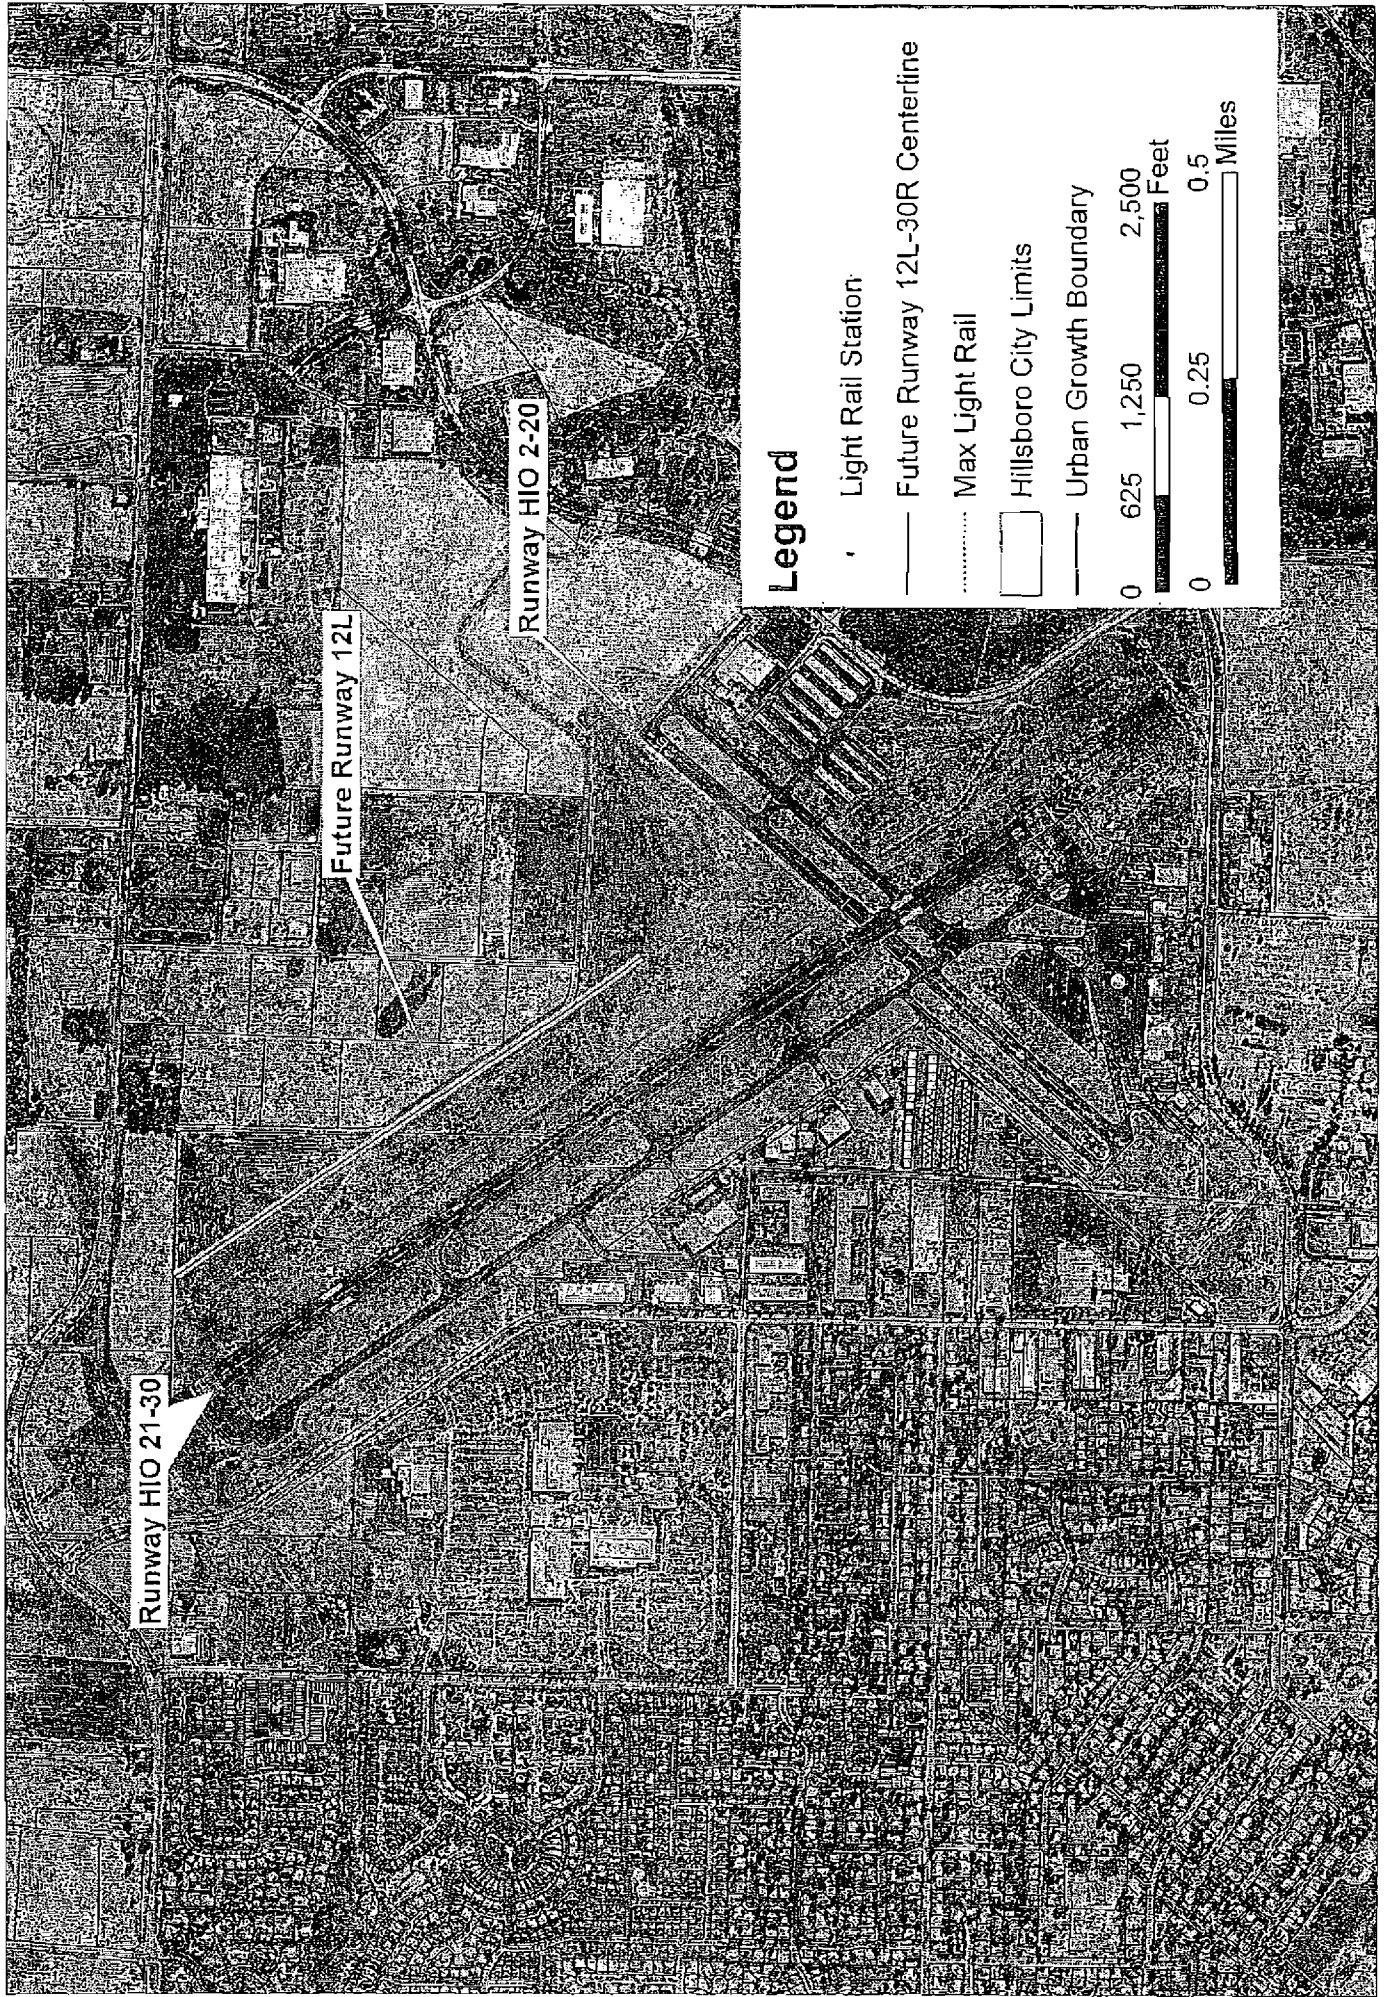 Runway HIO 21-30
Future Runway 12L
Runway HIO 2-20
Legend
Light Rail Station
Future Runway 12L-30R Centerline
Max Light Rail
Hillsboro City Limits
Urban Growth Boundary
0 625 1,250 2,500
Feet
0 0.25 0.5
Miles